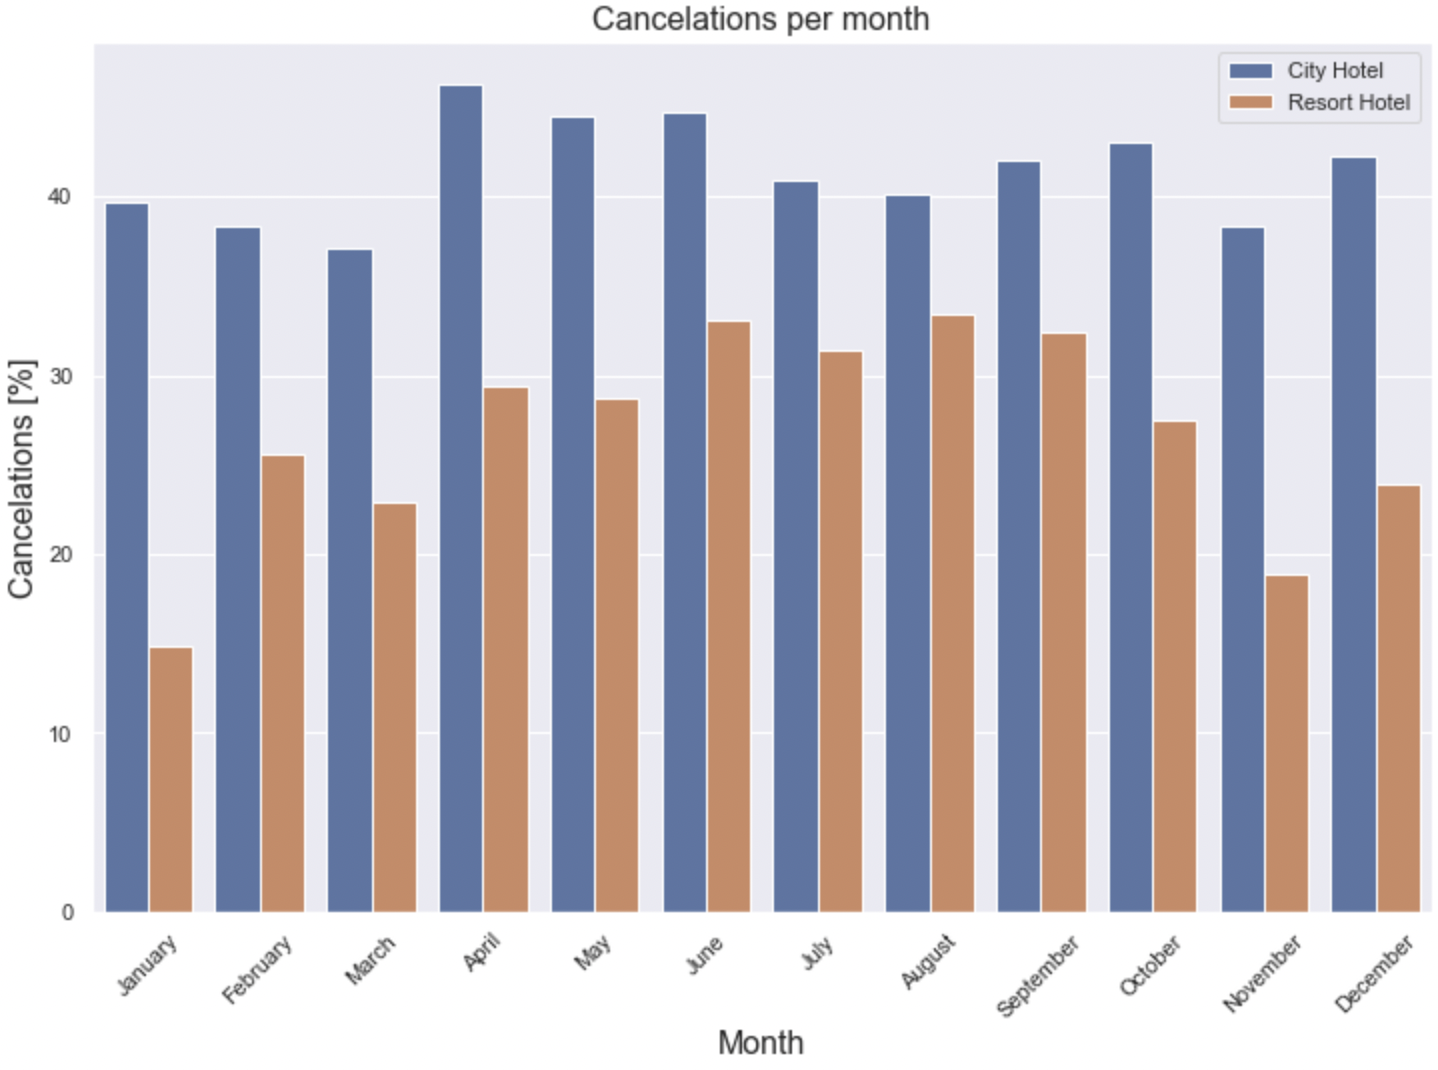 Cancelations per month
City Hotel
Resort Hotel
Cancelations [%]
40
30
20
10
0
January
February
March
April
May
June
July
August
September
October
November
December
Month